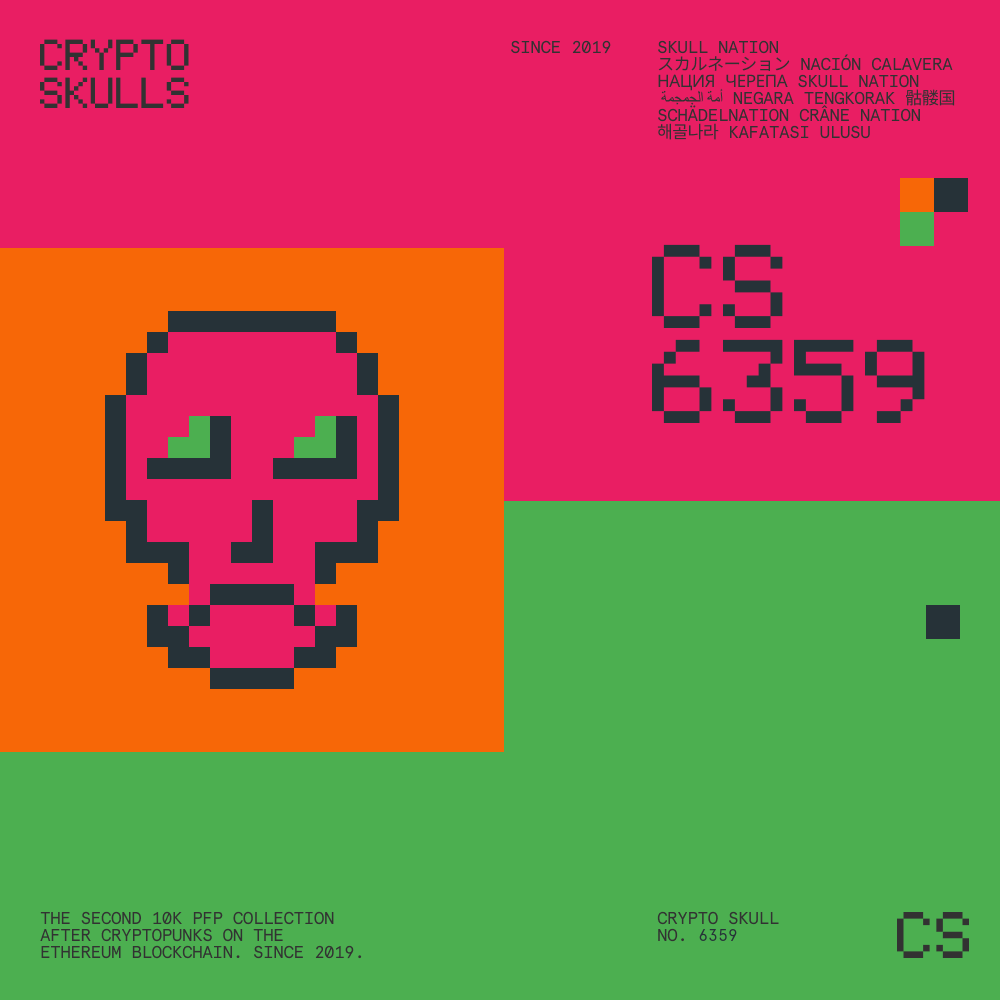 CRYPTO
SKULLS
SINCE 2019
SKULL NATION
スカルネーション NACIÓN CALAVERA
НАЦИЯ ЧЕРЕПА SKULL NATION
أمة الجمجمة NEGARA TENGKORAK 骷髅国
SCHÄDELNATION CRÂNE NATION
해골나라 KAFATASI ULUSU
CS
6359
THE SECOND 10K PFP COLLECTION
AFTER CRYPTOPUNKS ON THE
ETHEREUM BLOCKCHAIN. SINCE 2019.
CRYPTO SKULL
NO. 6359
CS